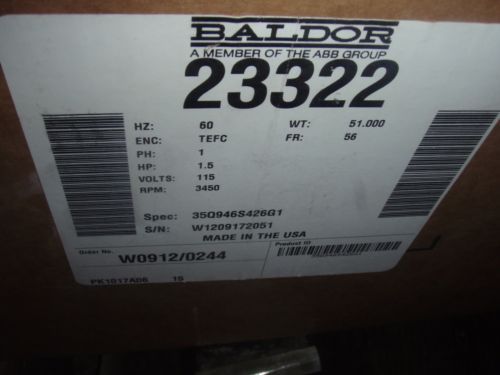 BALDOR
A MEMBER OF THE ABB GROUP
23322
HZ: 60 WT: 51.000
ENC: TEFC FR: 56
PH: 1
HP: 1.5
VOLTS: 115
RPM: 3450
Spec: 35Q946S426G1
S/N: W1209172051
MADE IN THE USA
Order No. Product ID
W0912/0244
PK1017A06 15